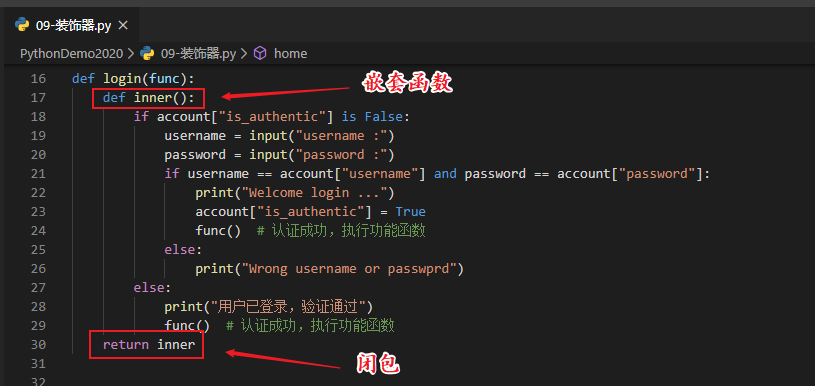 09-装饰器.py ×
PythonDemo2020 > 09-装饰器.py > home
16 def login(func):
嵌套函数
17 def inner():
18 if account["is_authentic"] is False:
19 username = input("username :")
20 password = input("password :")
21 if username == account["username"] and password == account["password"]:
22 print("Welcome login ...")
23 account["is_authentic"] = True
24 func() # 认证成功，执行功能函数
25 else:
26 print("Wrong username or passwprd")
27 else:
28 print("用户已登录，验证通过")
29 func() # 认证成功，执行功能函数
30 return inner
31
闭包
32